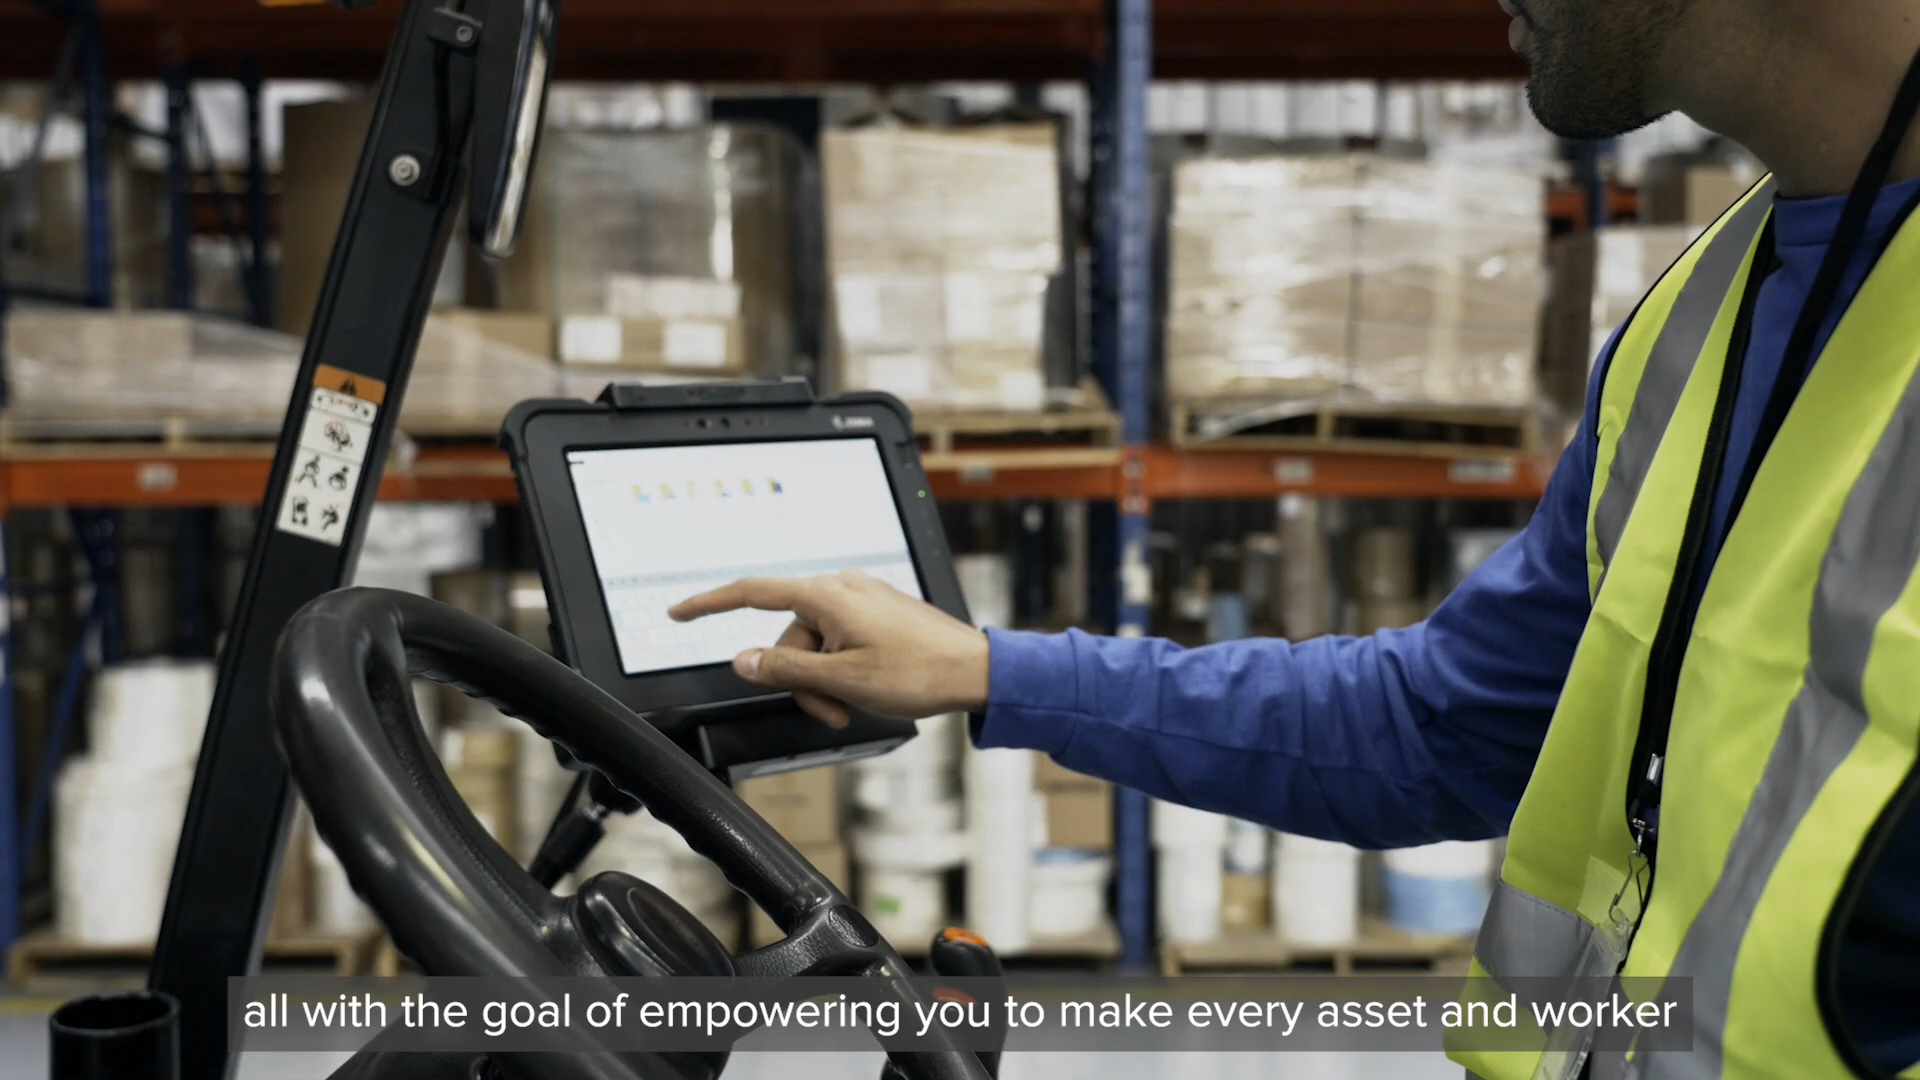 all with the goal of empowering you to make every asset and worker